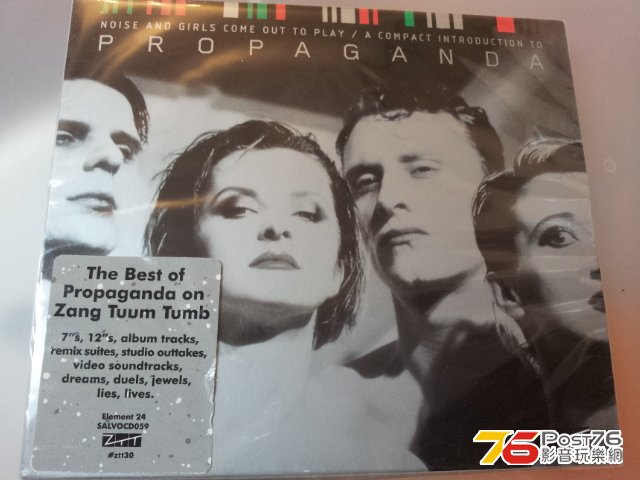 NOISE AND GIRLS COME OUT TO PLAY / A COMPACT INTRODUCTION TO
PROPAGANDA
The Best of
Propaganda on
Zang Tuum Tumb
7"s, 12"s, album tracks,
remix suites, studio outtakes,
video soundtracks,
dreams, duels, jewels,
lies, lives.
Element 24
SALVOCD059
ZTT
#ztt30
76 Post76
影音玩樂網